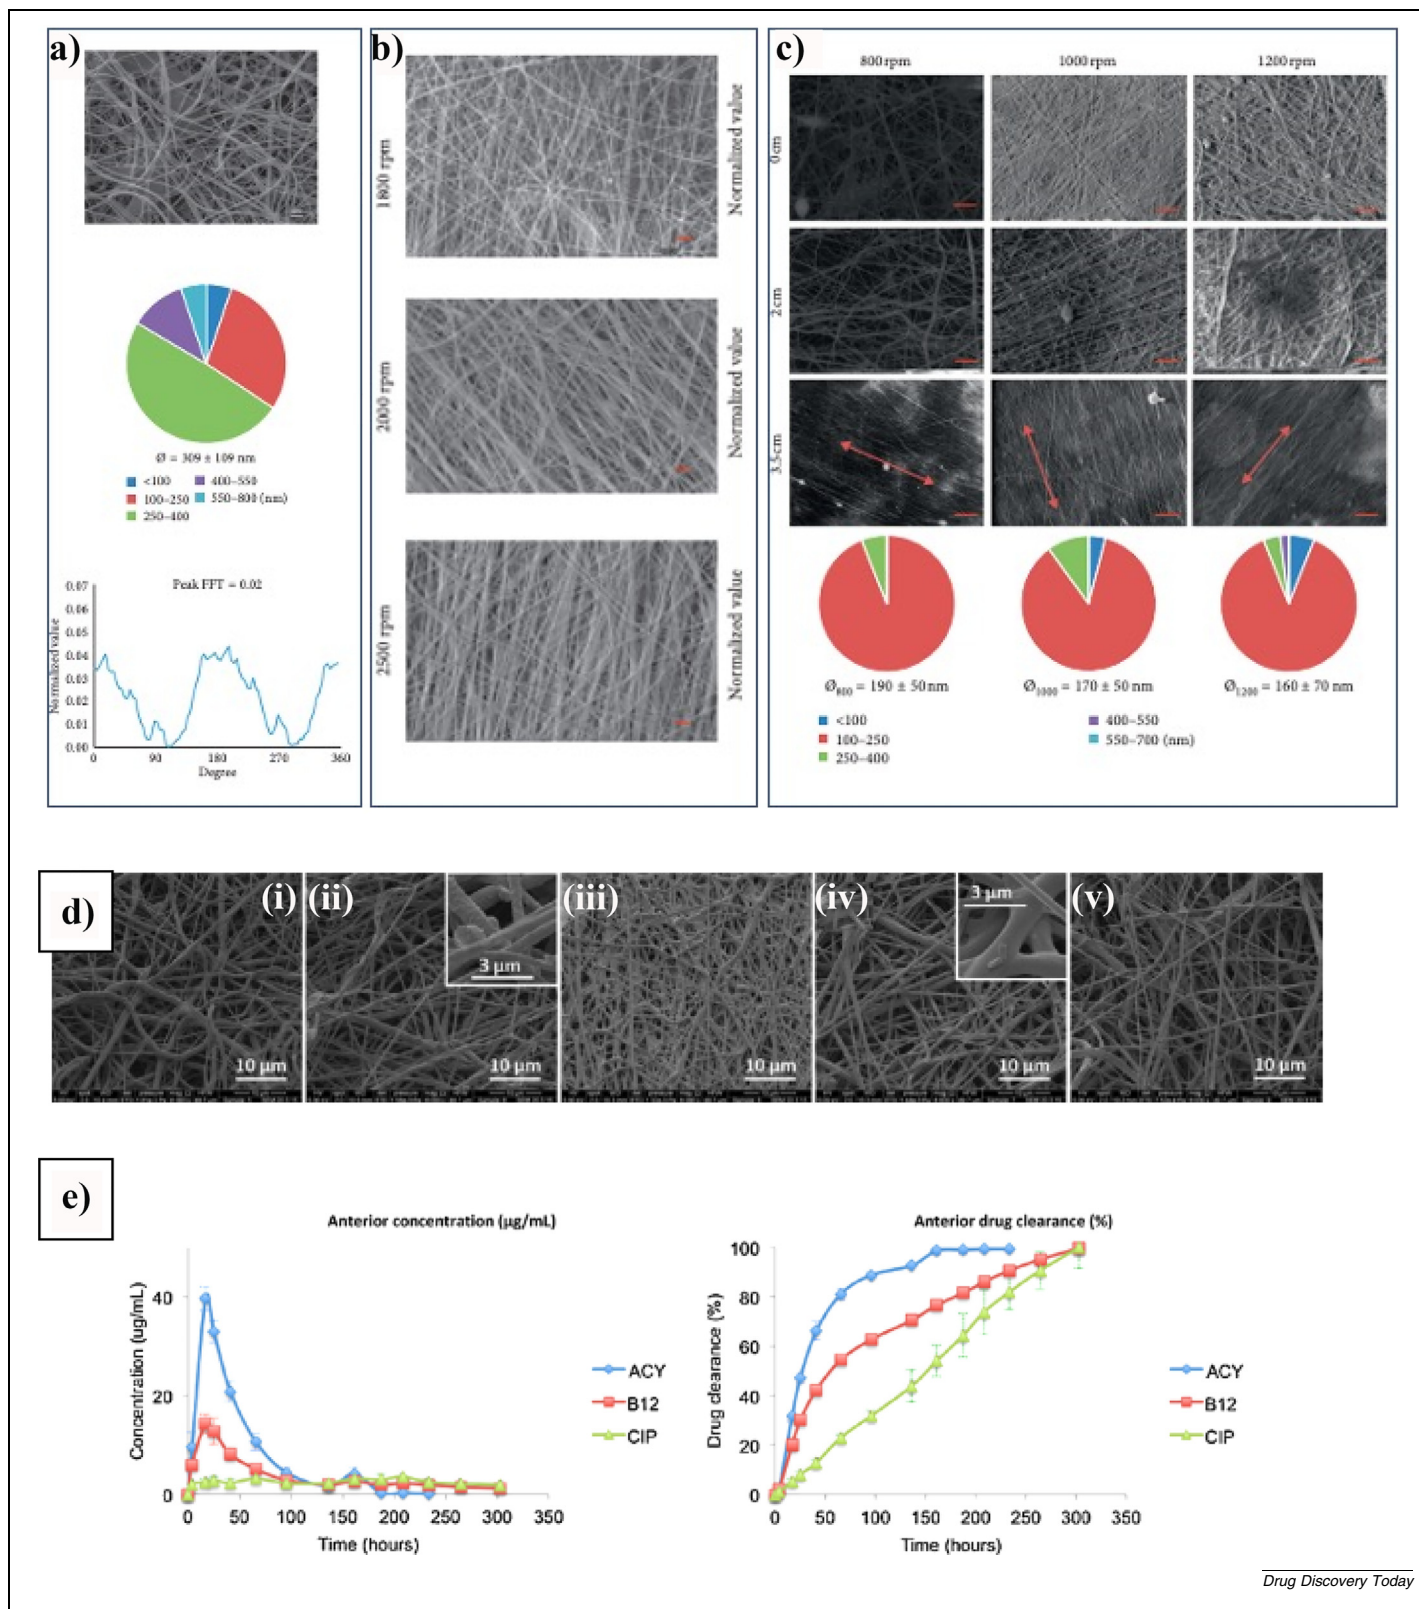 a)
Ø = 309 ± 109 nm
<100
400–550
100–250
550–800 (nm)
250–400
Peak FFT = 0.02
Normalized value
0.07
0.06
0.05
0.04
0.03
0.02
0.01
0.00
0 90 180 270 360
Degree
b)
1800 rpm
Normalized value
2000 rpm
Normalized value
2500 rpm
Normalized value
c)
800 rpm 1000 rpm 1200 rpm
0 cm
2 cm
3.5 cm
Ø800 = 190 ± 50 nm
Ø1000 = 170 ± 50 nm
Ø1200 = 160 ± 70 nm
<100
400–550
100–250
550–700 (nm)
250–400
d)
(i)
10 µm
(ii)
3 µm
10 µm
(iii)
10 µm
(iv)
3 µm
10 µm
(v)
10 µm
e)
Anterior concentration (µg/mL)
Concentration (ug/mL)
40
20
0
0 50 100 150 200 250 300 350
Time (hours)
ACY
B12
CIP
Anterior drug clearance (%)
Drug clearance (%)
100
80
60
40
20
0
0 50 100 150 200 250 300 350
Time (hours)
ACY
B12
CIP
Drug Discovery Today